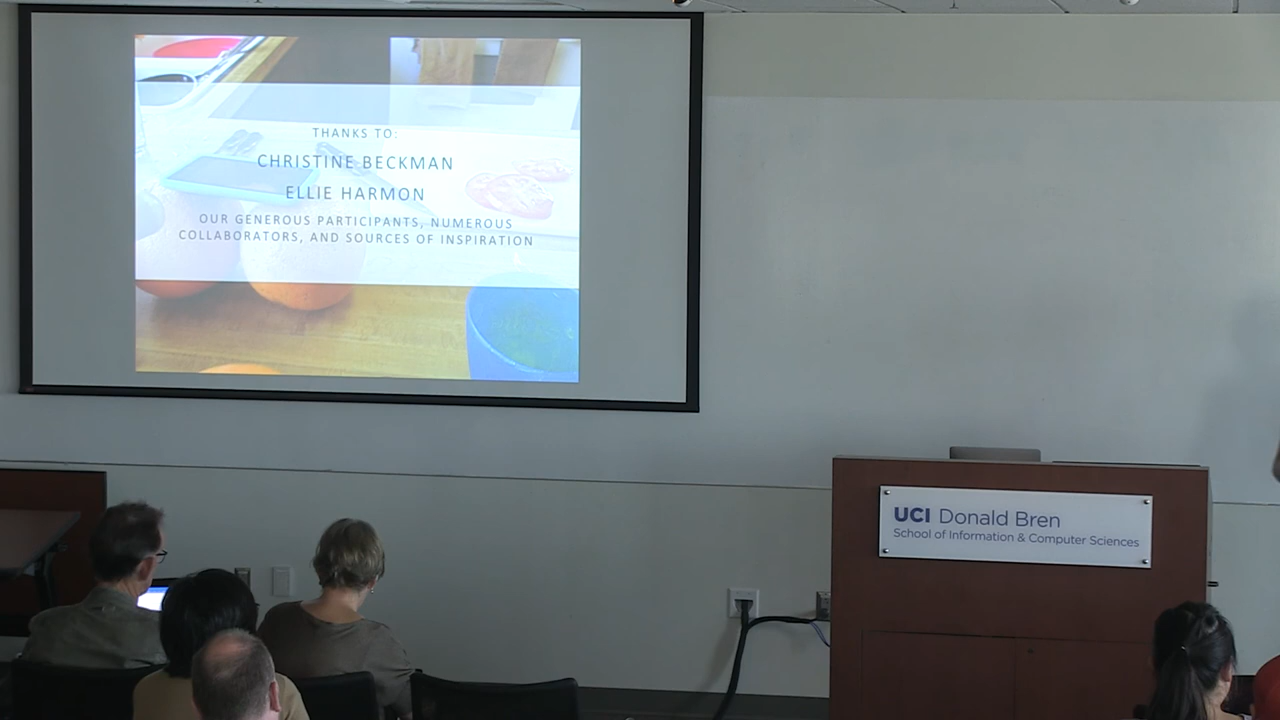 THANKS TO:
CHRISTINE BECKMAN
ELLIE HARMON
OUR GENEROUS PARTICIPANTS, NUMEROUS
COLLABORATORS, AND SOURCES OF INSPIRATION
UCI Donald Bren
School of Information & Computer Sciences